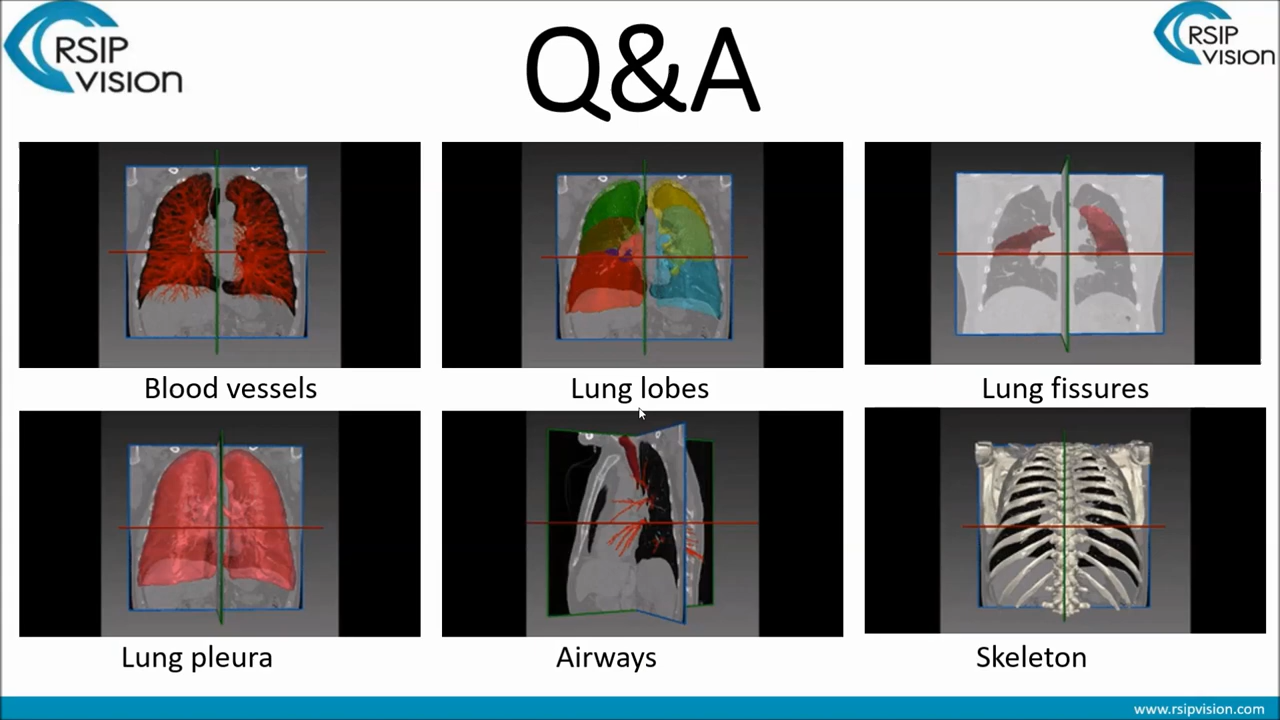 RSIP
VISION
Q&A
RSIP
VISION
Blood vessels
Lung lobes
Lung fissures
Lung pleura
Airways
Skeleton
www.rsipvision.com